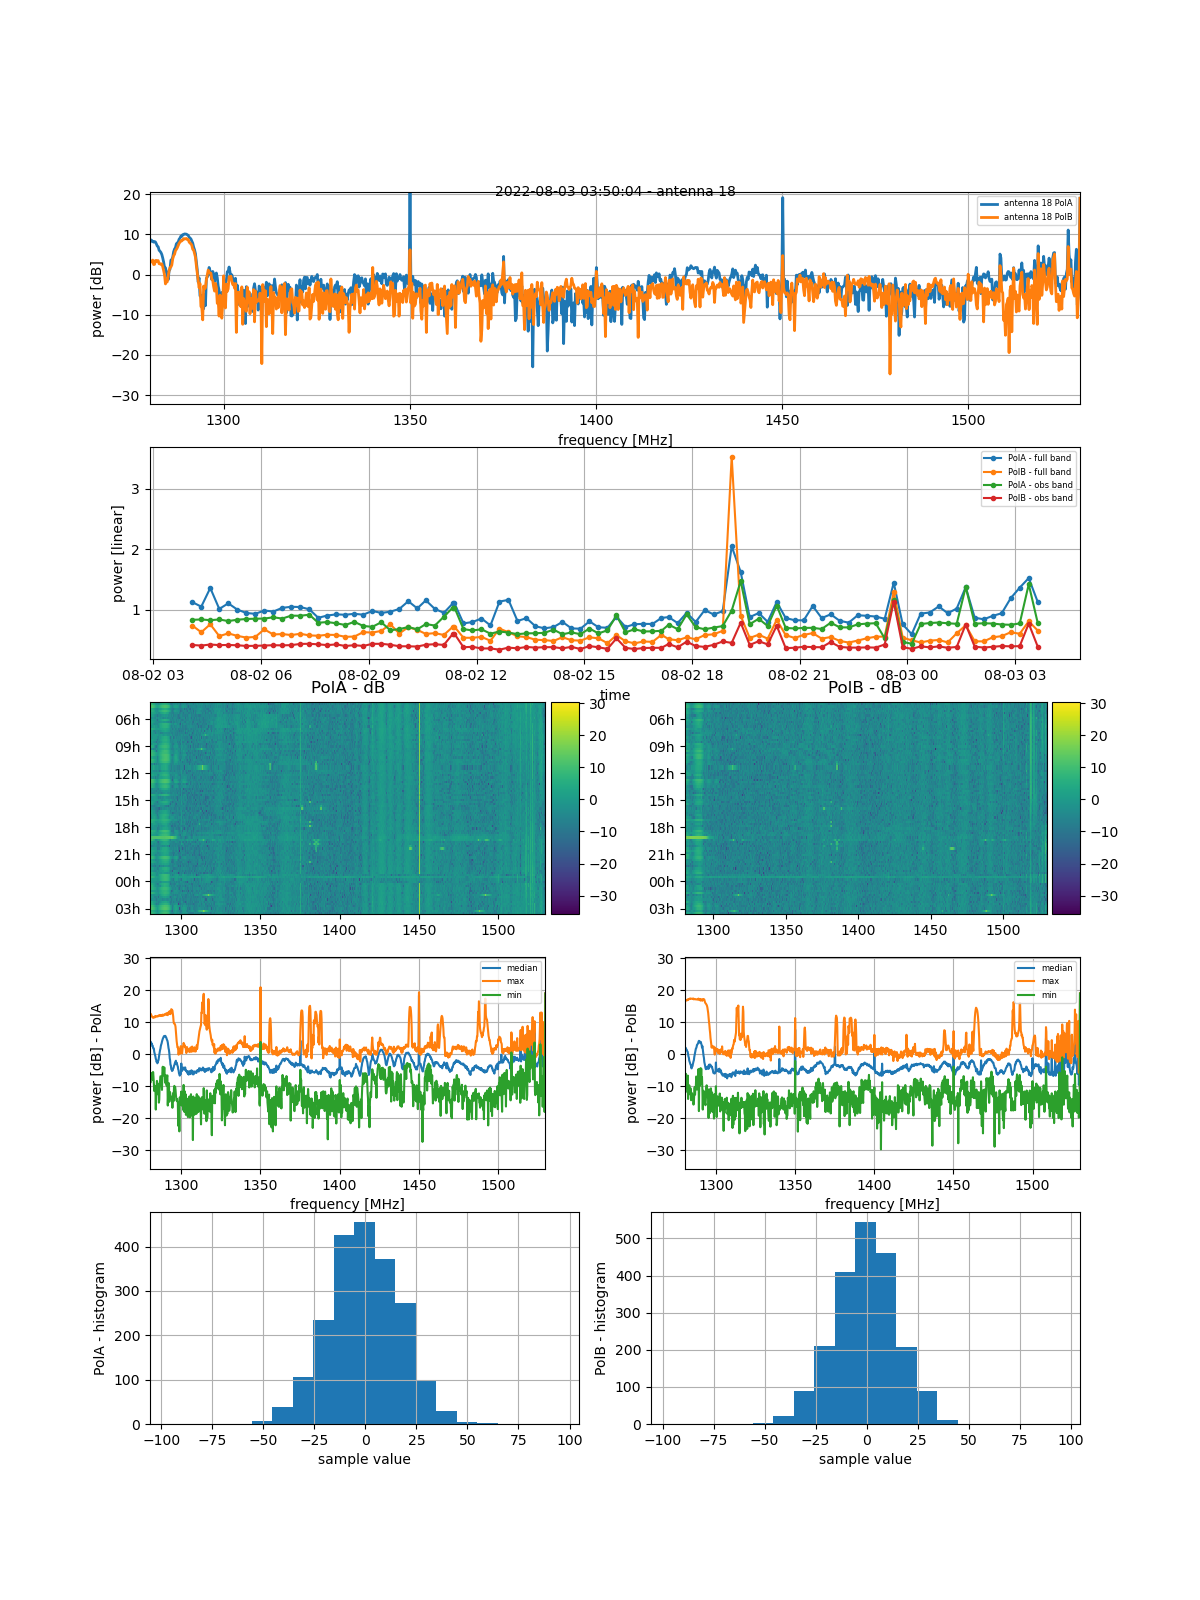 2022-08-03 03:50:04 - antenna 18
power [dB]
20
10
0
−10
−20
−30
antenna 18 PolA
antenna 18 PolB
1300 1350 1400 1450 1500
frequency [MHz]
power [linear]
3
2
1
PolA - full band
PolB - full band
PolA - obs band
PolB - obs band
08-02 03 08-02 06 08-02 09 08-02 12 08-02 15 08-02 18 08-02 21 08-03 00 08-03 03
time
PolA - dB
06h
09h
12h
15h
18h
21h
00h
03h
1300 1350 1400 1450 1500
30
20
10
0
−10
−20
−30
PolB - dB
06h
09h
12h
15h
18h
21h
00h
03h
1300 1350 1400 1450 1500
30
20
10
0
−10
−20
−30
power [dB] - PolA
30
20
10
0
−10
−20
−30
median
max
min
1300 1350 1400 1450 1500
frequency [MHz]
power [dB] - PolB
30
20
10
0
−10
−20
−30
median
max
min
1300 1350 1400 1450 1500
frequency [MHz]
PolA - histogram
400
300
200
100
0
−100 −75 −50 −25 0 25 50 75 100
sample value
PolB - histogram
500
400
300
200
100
0
−100 −75 −50 −25 0 25 50 75 100
sample value